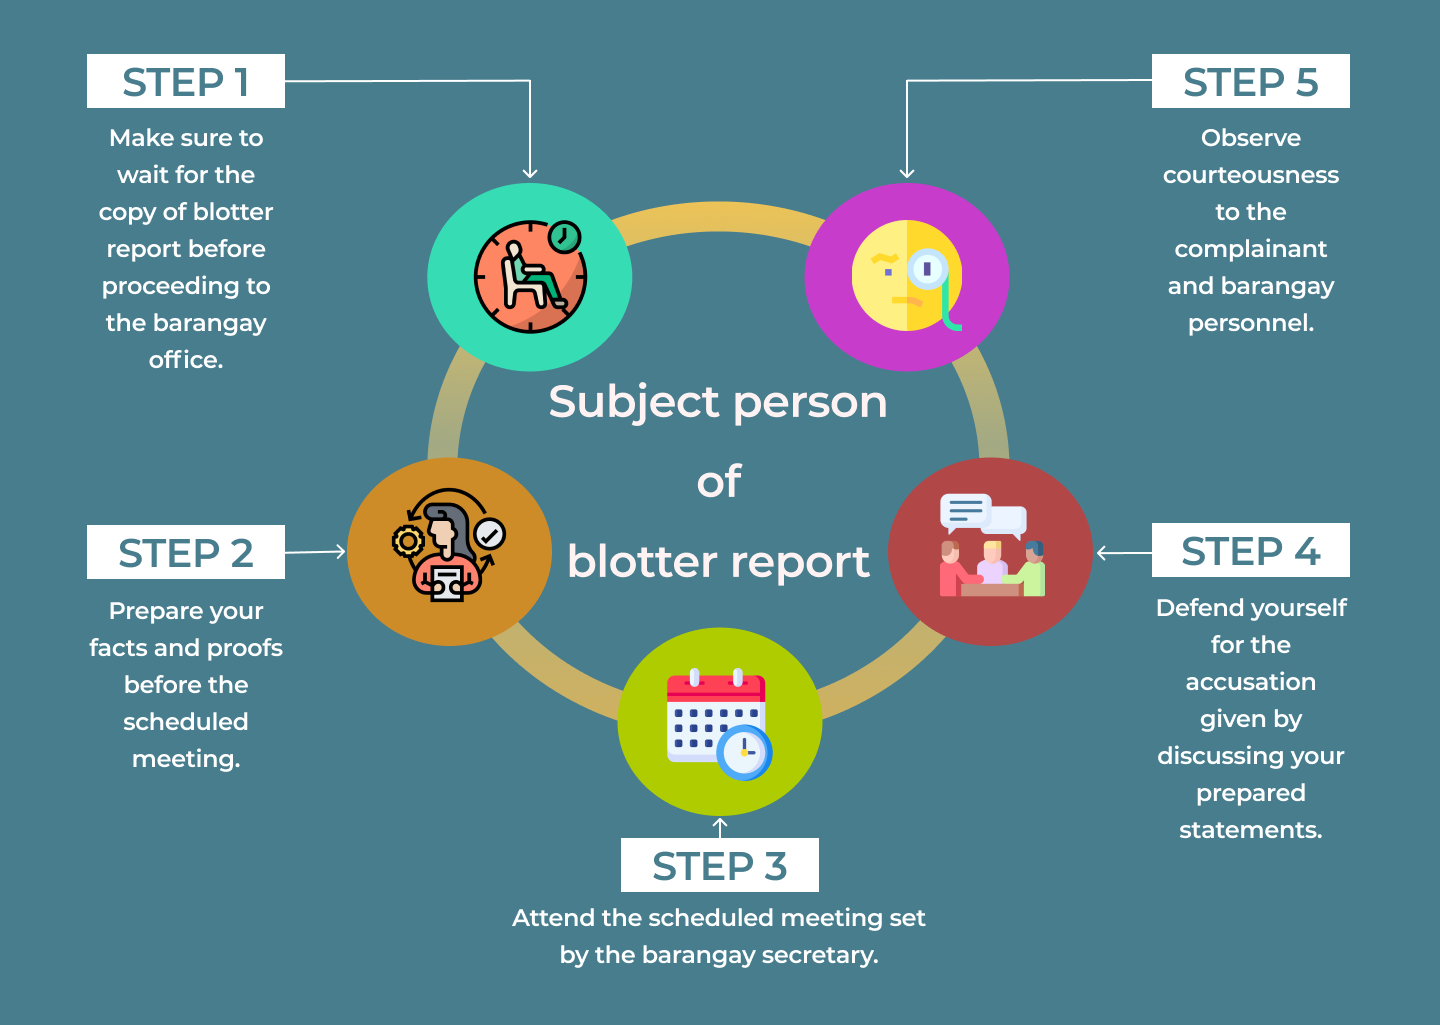 STEP 1
Make sure to
wait for the
copy of blotter
report before
proceeding to
the barangay
office.
STEP 2
Prepare your
facts and proofs
before the
scheduled
meeting.
Subject person
of
blotter report
STEP 3
Attend the scheduled meeting set
by the barangay secretary.
STEP 4
Defend yourself
for the
accusation
given by
discussing your
prepared
statements.
STEP 5
Observe
courteousness
to the
complainant
and barangay
personnel.